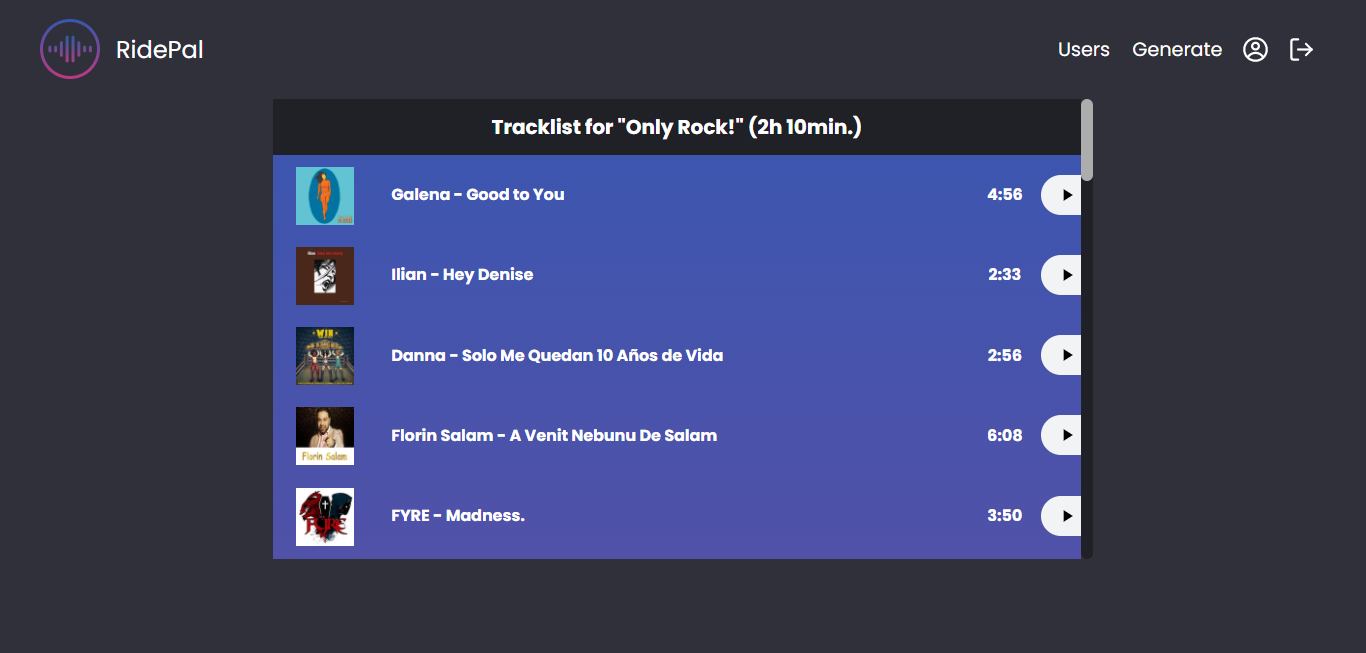 RidePal
Users Generate
Tracklist for "Only Rock!" (2h 10min.)
Galena - Good to You 4:56
Ilian - Hey Denise 2:33
WIN
Danna - Solo Me Quedan 10 Años de Vida 2:56
Florin Salam - A Venit Nebunu De Salam 6:08
Florin Salam
FYRE - Madness. 3:50
FYRE